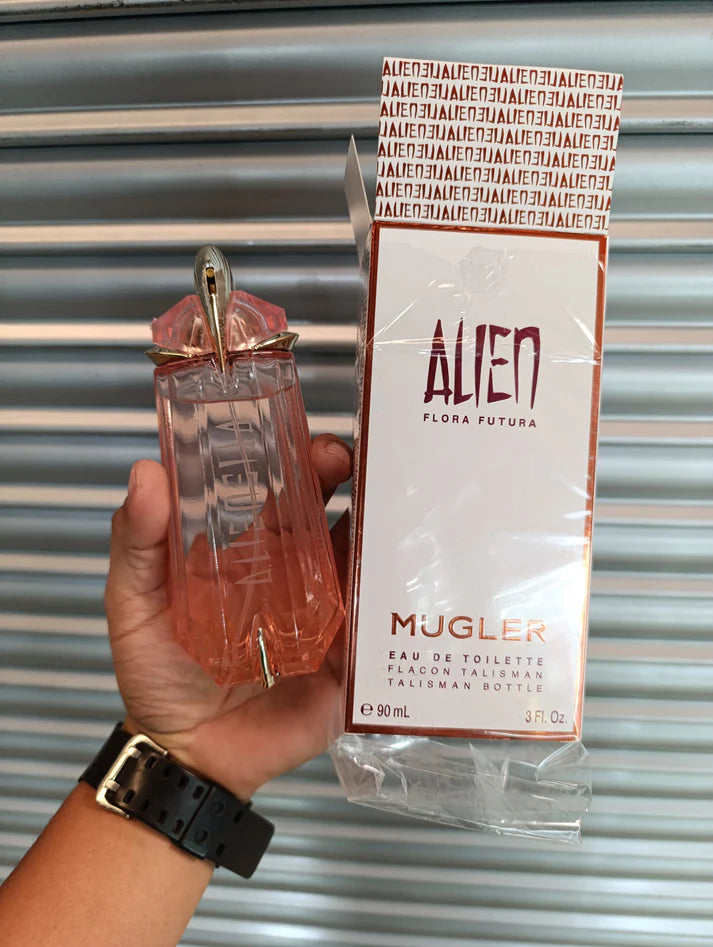 ALIEN
FLORA FUTURA
MUGLER
EAU DE TOILETTE
FLACON TALISMAN
TALISMAN BOTTLE
℮ 90 mL
3 Fl. Oz.